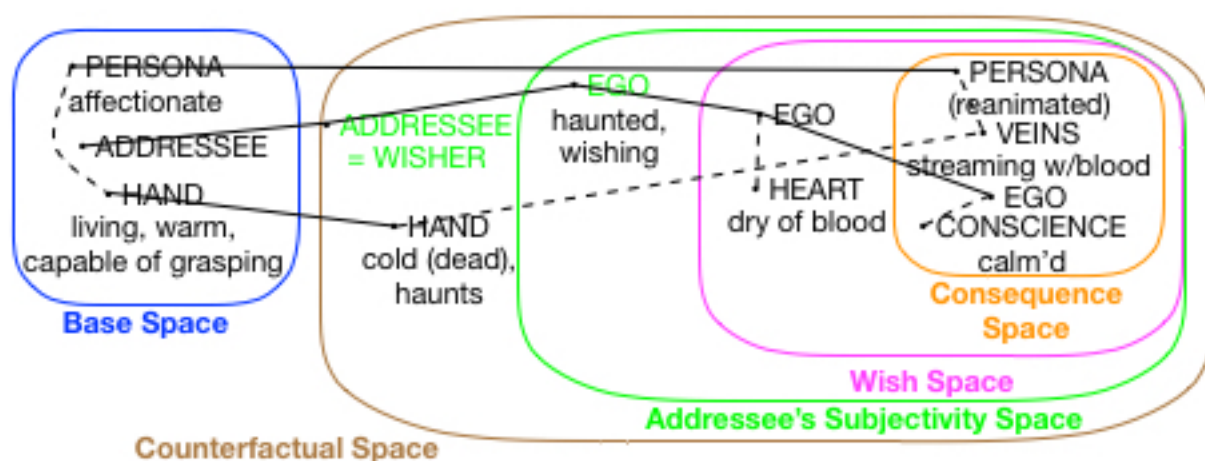 PERSONA
affectionate
ADDRESSEE
HAND
living, warm,
capable of grasping
Base Space
ADDRESSEE
= WISHER
HAND
cold (dead),
haunts
Counterfactual Space
EGO
haunted,
wishing
Addressee's Subjectivity Space
EGO
HEART
dry of blood
Wish Space
PERSONA
(reanimated)
VEINS
streaming w/blood
EGO
CONSCIENCE
calm'd
Consequence
Space